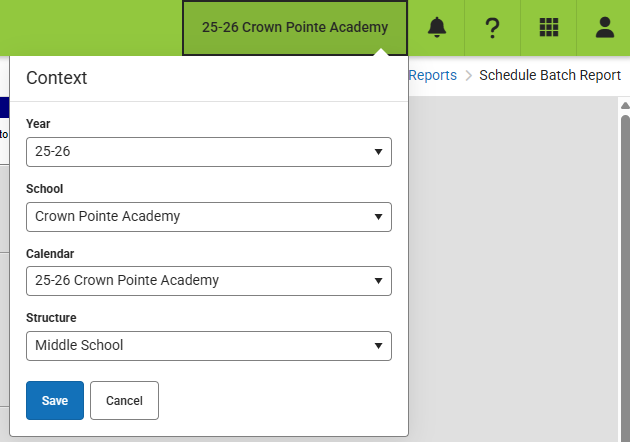 25-26 Crown Pointe Academy
Reports > Schedule Batch Report
Context
to
Year
25-26
School
Crown Pointe Academy
Calendar
25-26 Crown Pointe Academy
Structure
Middle School
Save Cancel